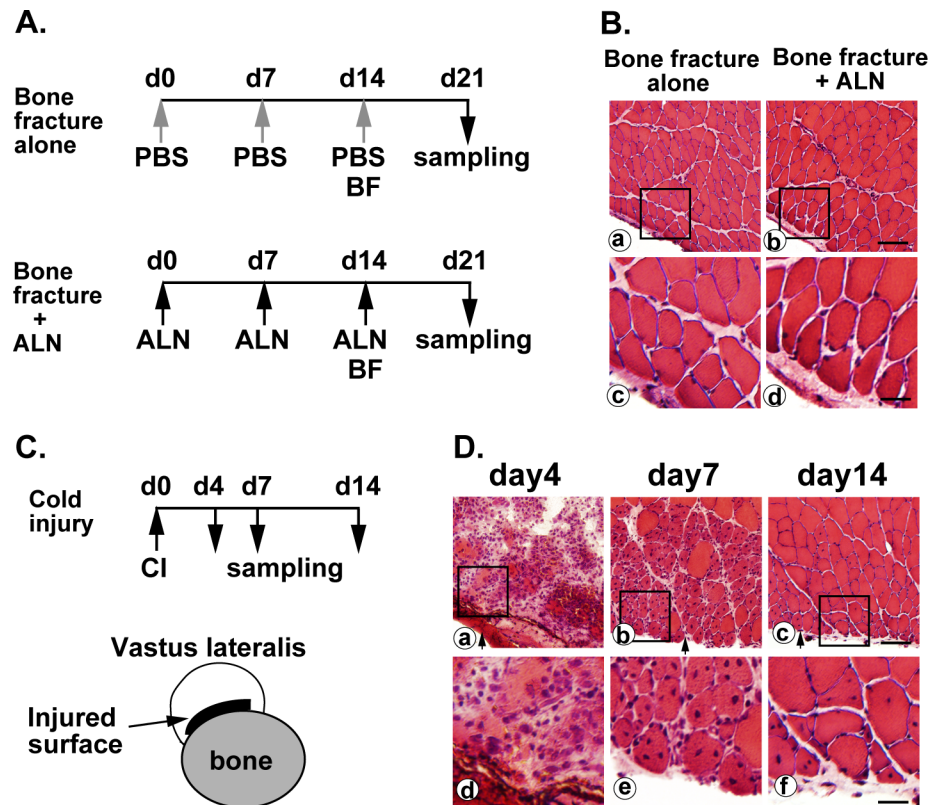 A.
d0 d7 d14 d21
Bone
fracture
alone
PBS PBS PBS sampling
BF
d0 d7 d14 d21
Bone
fracture
+
ALN
ALN ALN ALN sampling
BF
B.
Bone fracture
alone
Bone fracture
+ ALN
a b
c d
C.
d0 d4 d7 d14
Cold
injury
CI sampling
Vastus lateralis
Injured
surface
bone
D.
day4 day7 day14
a b c
d e f